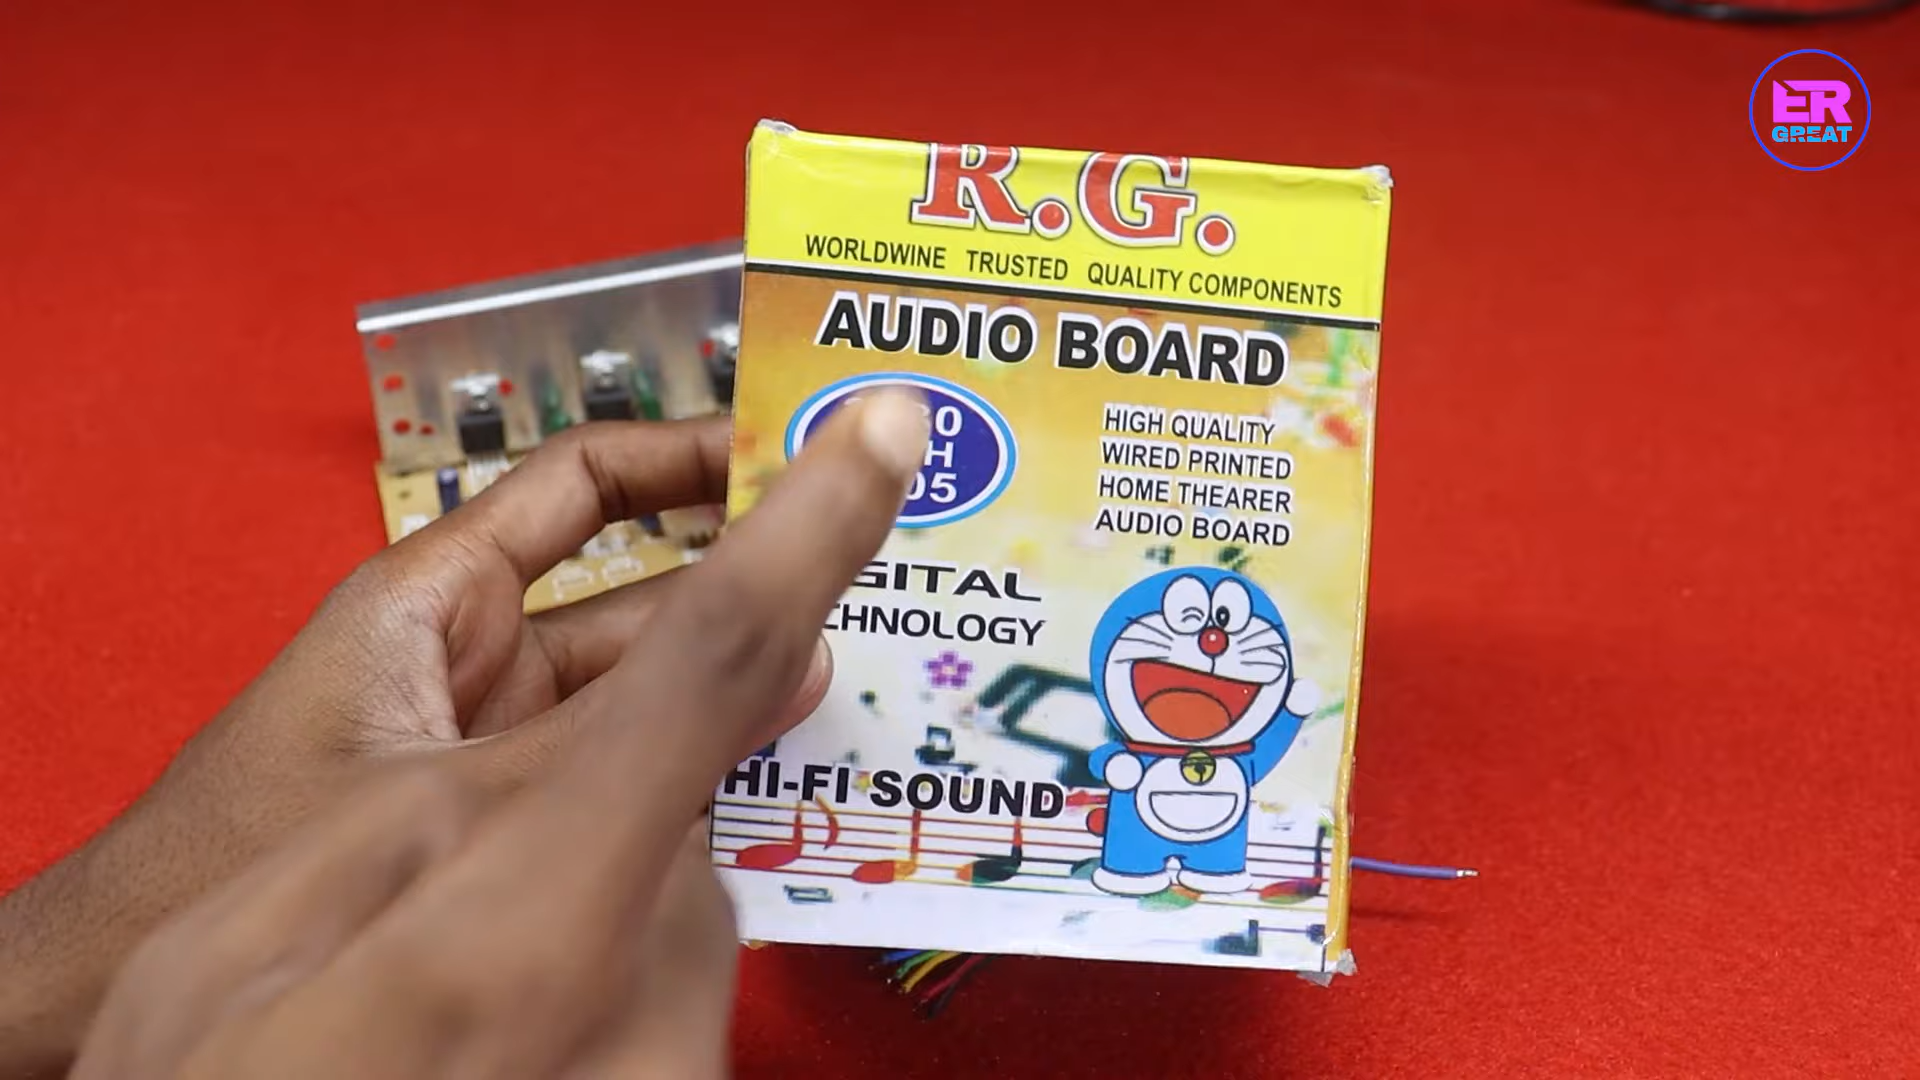 ER
GREAT
R.G.
WORLDWINE TRUSTED QUALITY COMPONENTS
AUDIO BOARD
HIGH QUALITY
WIRED PRINTED
HOME THEARER
AUDIO BOARD
HI-FI SOUND